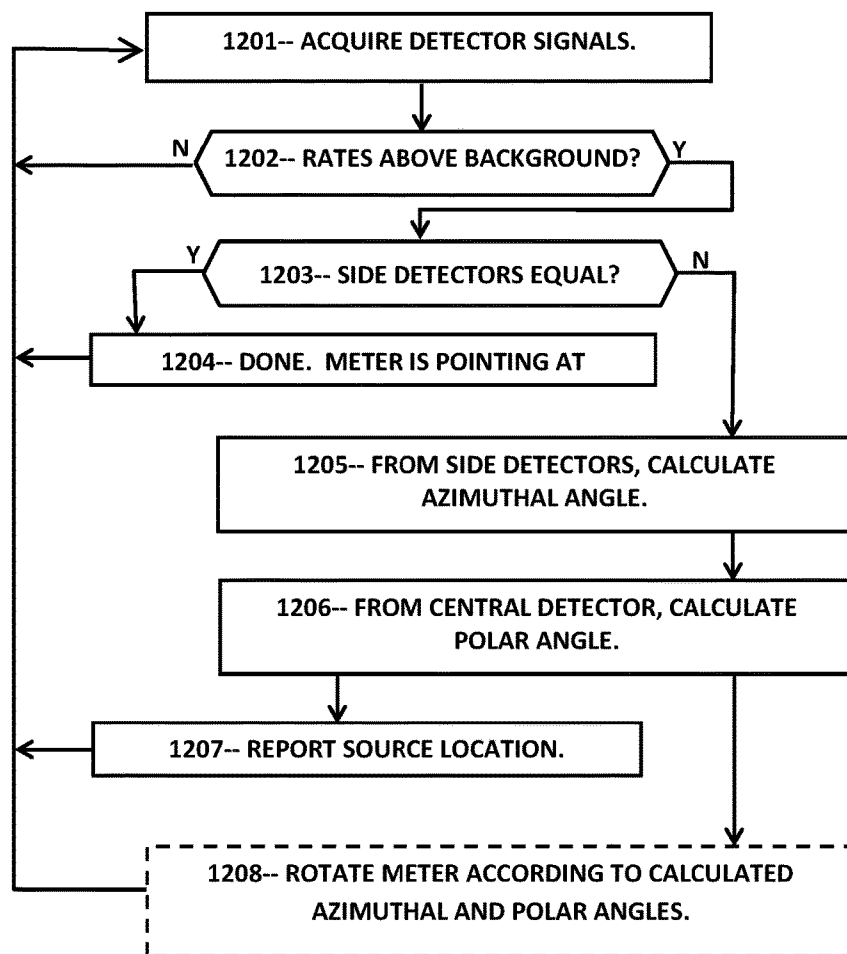 1201-- ACQUIRE DETECTOR SIGNALS.
N
1202-- RATES ABOVE BACKGROUND?
Y
Y
1203-- SIDE DETECTORS EQUAL?
N
1204-- DONE. METER IS POINTING AT
1205-- FROM SIDE DETECTORS, CALCULATE
AZIMUTHAL ANGLE.
1206-- FROM CENTRAL DETECTOR, CALCULATE
POLAR ANGLE.
1207-- REPORT SOURCE LOCATION.
1208-- ROTATE METER ACCORDING TO CALCULATED
AZIMUTHAL AND POLAR ANGLES.